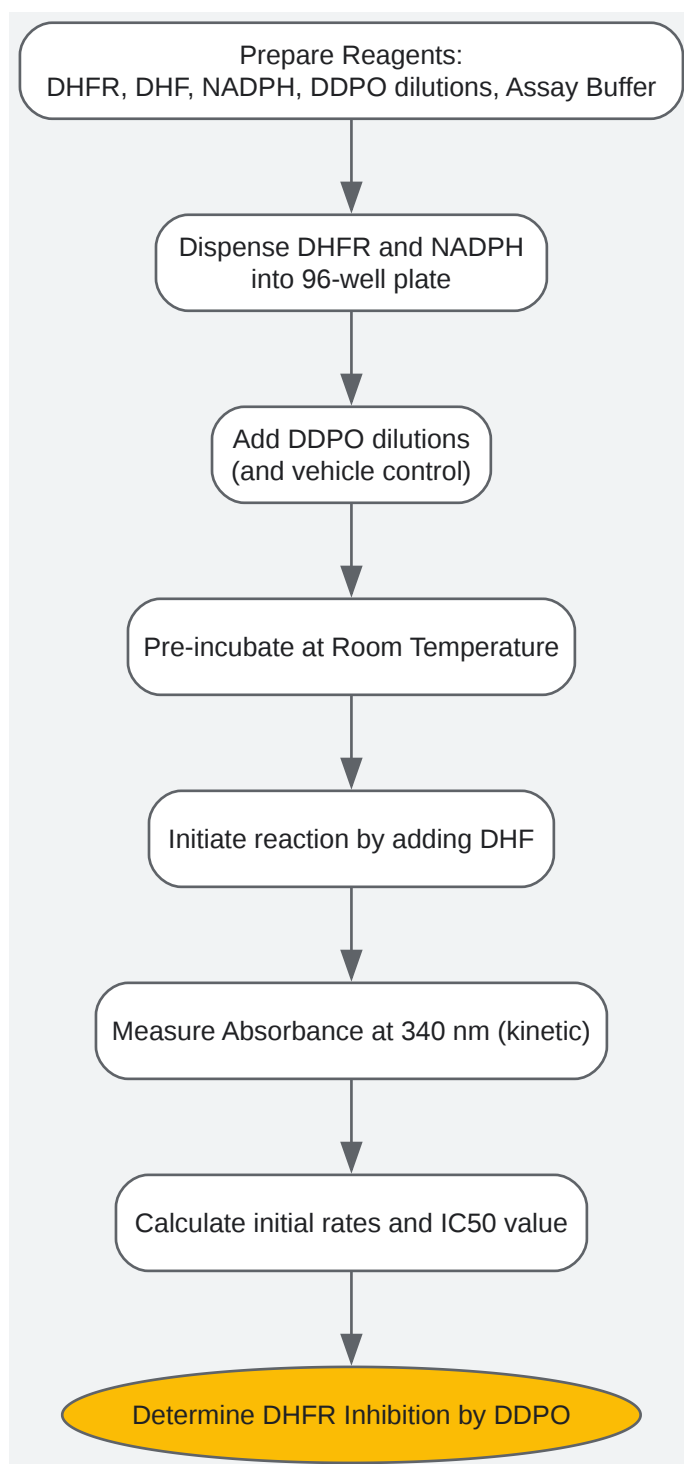 Prepare Reagents:
DHFR, DHF, NADPH, DDPO dilutions, Assay Buffer
Dispense DHFR and NADPH
into 96-well plate
Add DDPO dilutions
(and vehicle control)
Pre-incubate at Room Temperature
Initiate reaction by adding DHF
Measure Absorbance at 340 nm (kinetic)
Calculate initial rates and IC50 value
Determine DHFR Inhibition by DDPO